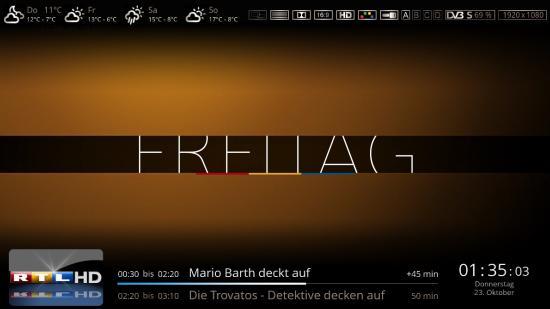 Do 11°C
12°C - 7°C
Fr
13°C - 6°C
Sa
15°C - 8°C
So
17°C - 8°C
16:9 HD A B C D DVB S 69 % 1920 x 1080
FREITAG
RTL HD
00:30 bis 02:20 Mario Barth deckt auf +45 min
02:20 bis 03:10 Die Trovatos - Detektive decken auf 50 min
01:35:03
Donnerstag
23. Oktober